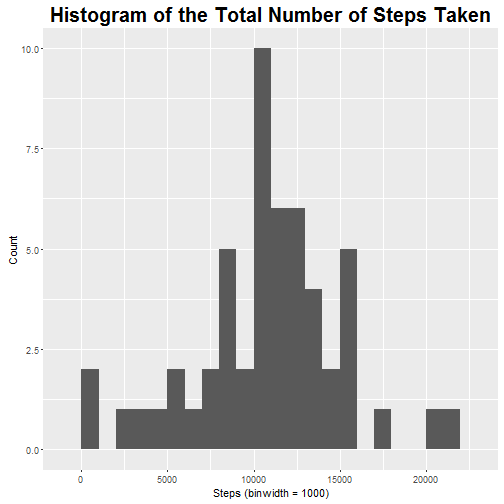 Histogram of the Total Number of Steps Taken
10.0
7.5
5.0
2.5
0.0
Count
0 5000 10000 15000 20000
Steps (binwidth = 1000)